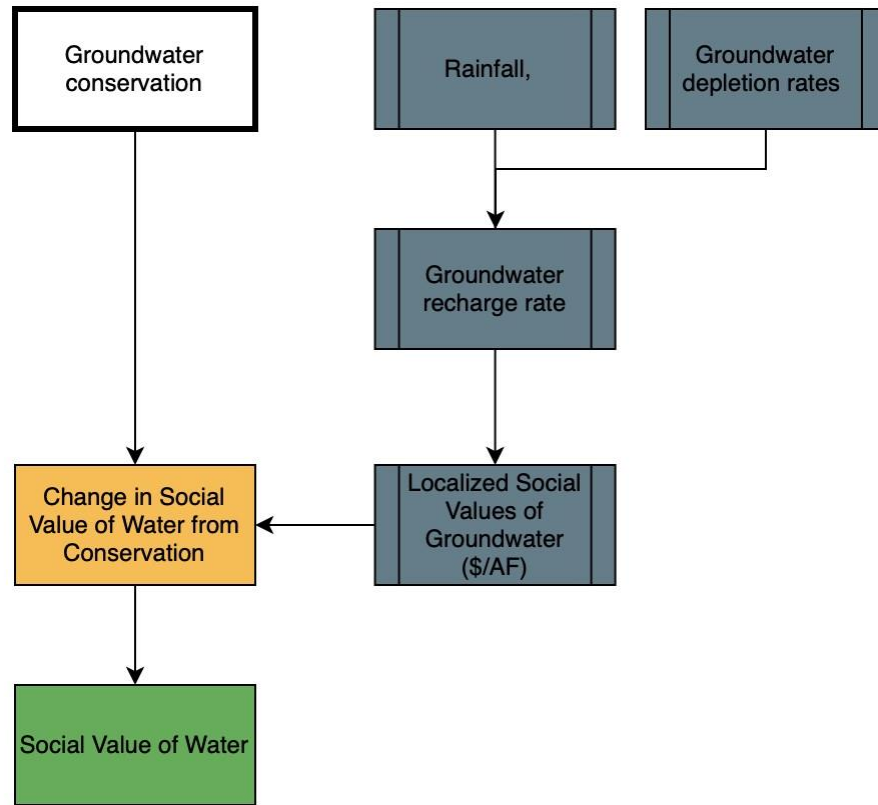 Groundwater
conservation
Rainfall,
Groundwater
depletion rates
Groundwater
recharge rate
Change in Social
Value of Water from
Conservation
Localized Social
Values of
Groundwater
($/AF)
Social Value of Water